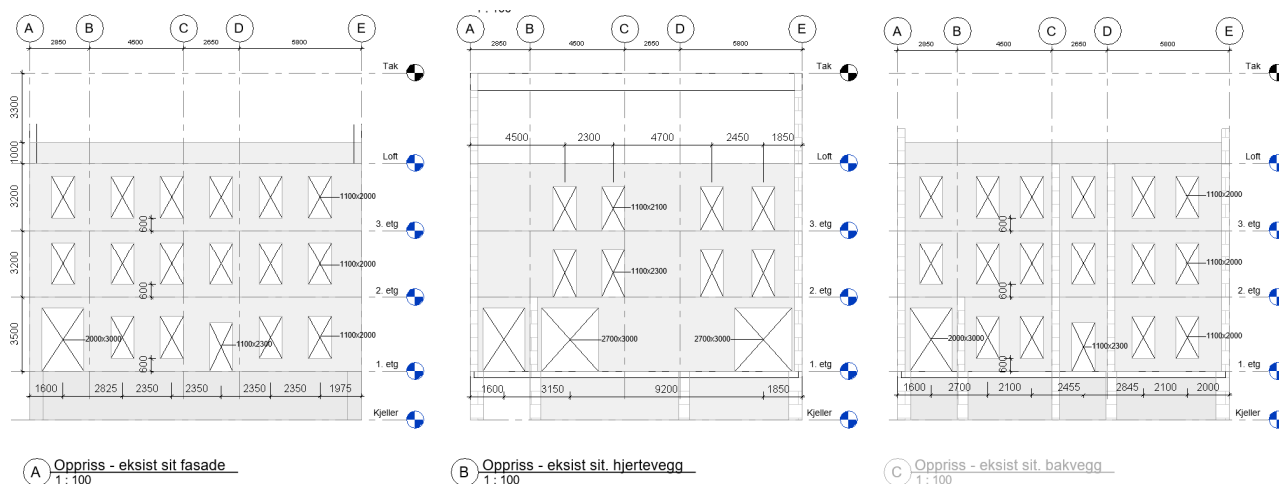 1 : 100
A B C D E
2850 4500 2650 5800
Tak
3300
1000
Loft
3200
1100x2000
600
3. etg
3200
1100x2000
600
2. etg
3500
2000x3000
1100x2300
1100x2000
600
1. etg
1600 2825 2350 2350 2350 2350 1975
Kjeller
A Oppriss - eksist sit fasade
1 : 100
A B C D E
2850 4500 2650 5800
Tak
4500 2300 4700 2450 1850
Loft
1100x2100
3. etg
1100x2300
2. etg
2700x3000
2700x3000
1. etg
1600 3150 9200 1850
Kjeller
B Oppriss - eksist sit. hjertevegg
1 : 100
A B C D E
2850 4500 2650 5800
Tak
Loft
1100x2000
600
3. etg
1100x2000
600
2. etg
2000x3000
1100x2300
1100x2000
600
1. etg
1600 2700 2100 2455 2845 2100 2000
Kjeller
C Oppriss - eksist sit. bakvegg
1 : 100